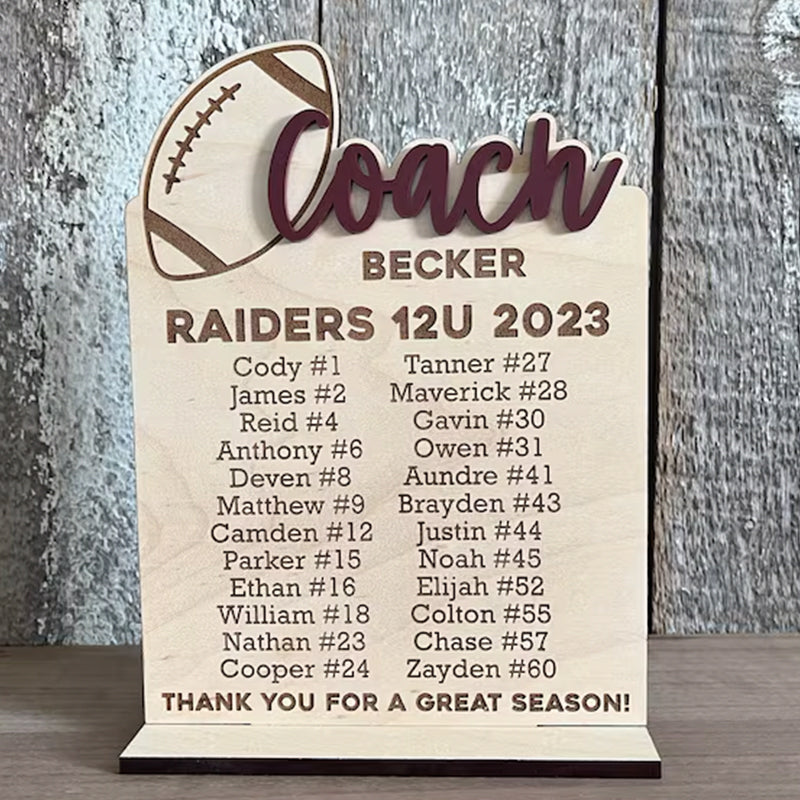 Coach
BECKER
RAIDERS 12U 2023
Cody #1 Tanner #27
James #2 Maverick #28
Reid #4 Gavin #30
Anthony #6 Owen #31
Deven #8 Aundre #41
Matthew #9 Brayden #43
Camden #12 Justin #44
Parker #15 Noah #45
Ethan #16 Elijah #52
William #18 Colton #55
Nathan #23 Chase #57
Cooper #24 Zayden #60
THANK YOU FOR A GREAT SEASON!